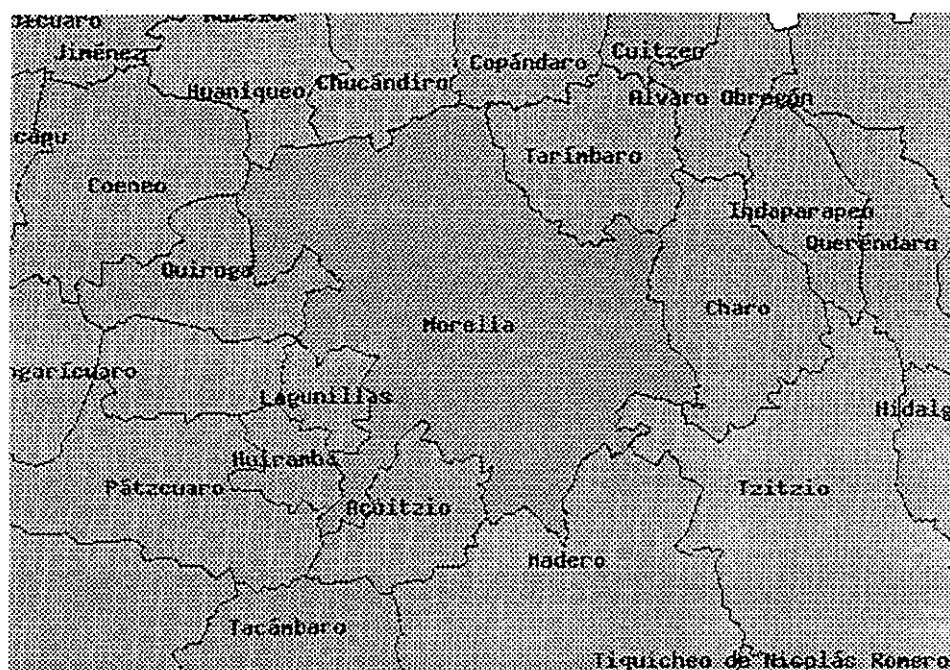 Jiménez
Cuitzeo
Copándaro
Chucándiro
Huaniqueo
Alvaro Obregón
Tarímbaro
Coeneo
Indaparapeo
Queréndaro
Quiroga
Charo
Morelia
Lagunillas
Huiramba
Pátzcuaro
Acuitzio
Tzitzio
Madero
Tacámbaro
Tiquicheo de Nicolás Romero